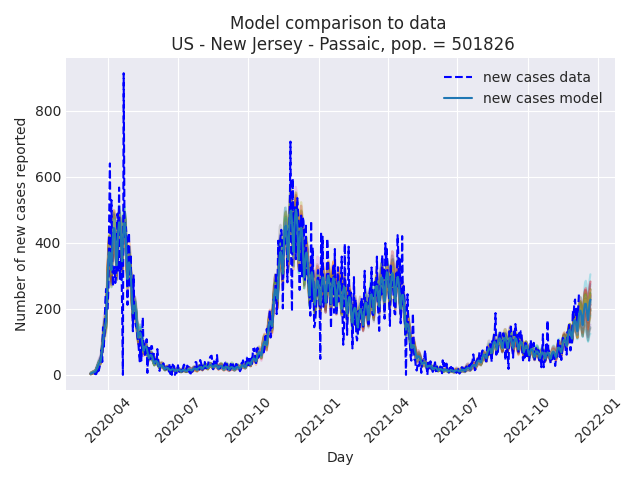 Model comparison to data
US - New Jersey - Passaic, pop. = 501826
new cases data
new cases model
Number of new cases reported
800
600
400
200
0
2020-04
2020-07
2020-10
2021-01
2021-04
2021-07
2021-10
2022-01
Day